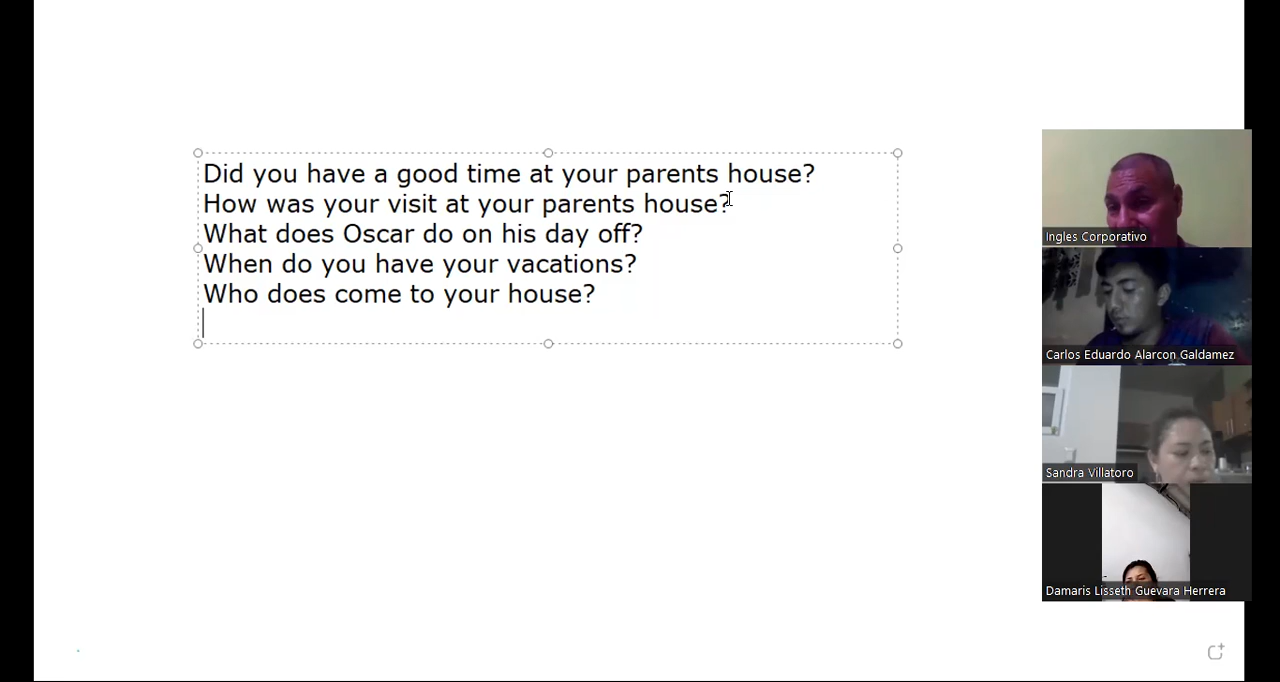 Did you have a good time at your parents house?
How was your visit at your parents house?
What does Oscar do on his day off?
When do you have your vacations?
Who does come to your house?
Ingles Corporativo
Carlos Eduardo Alarcon Galdamez
Sandra Villatoro
Damaris Lisseth Guevara Herrera